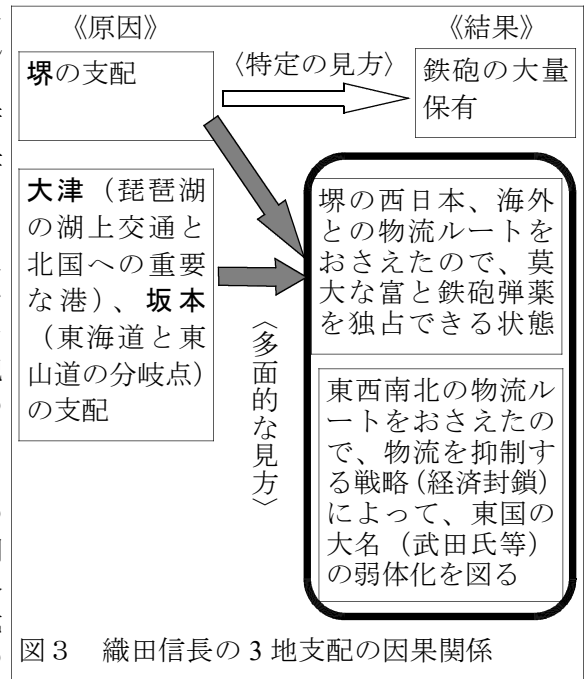 《原因》
《結果》
堺の支配
〈特定の見方〉
鉄砲の大量
保有
大津（琵琶湖
の湖上交通と
北国への重要
な港）、坂本
（東海道と東
山道の分岐点）
の支配
〈多面的な見方〉
堺の西日本、海外
との物流ルートを
おさえたので、莫
大な富と鉄砲弾薬
を独占できる状態
東西南北の物流ル
ートをおさえたの
で、物流を抑制す
る戦略（経済封鎖）
によって、東国の
大名（武田氏等）
の弱体化を図る
図３　織田信長の３地支配の因果関係